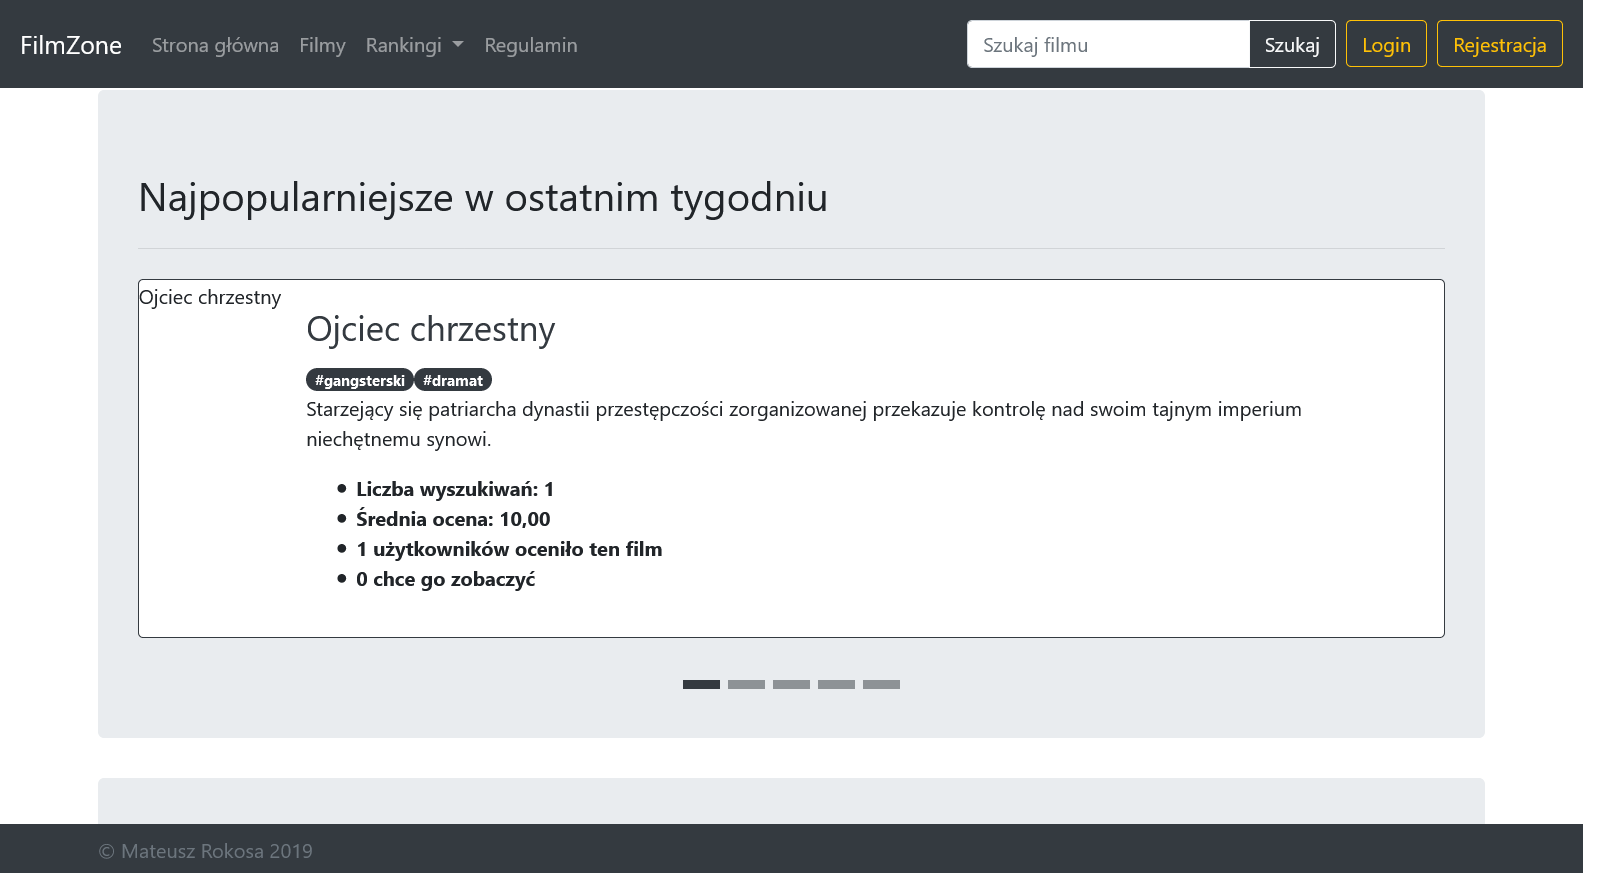 FilmZone Strona główna Filmy Rankingi Regulamin Szukaj filmu Szukaj Login Rejestracja
Najpopularniejsze w ostatnim tygodniu
Ojciec chrzestny
Ojciec chrzestny
#gangsterski #dramat
Starzejący się patriarcha dynastii przestępczości zorganizowanej przekazuje kontrolę nad swoim tajnym imperium
niechętnemu synowi.
Liczba wyszukiwań: 1
Średnia ocena: 10,00
1 użytkowników oceniło ten film
0 chce go zobaczyć
© Mateusz Rokosa 2019